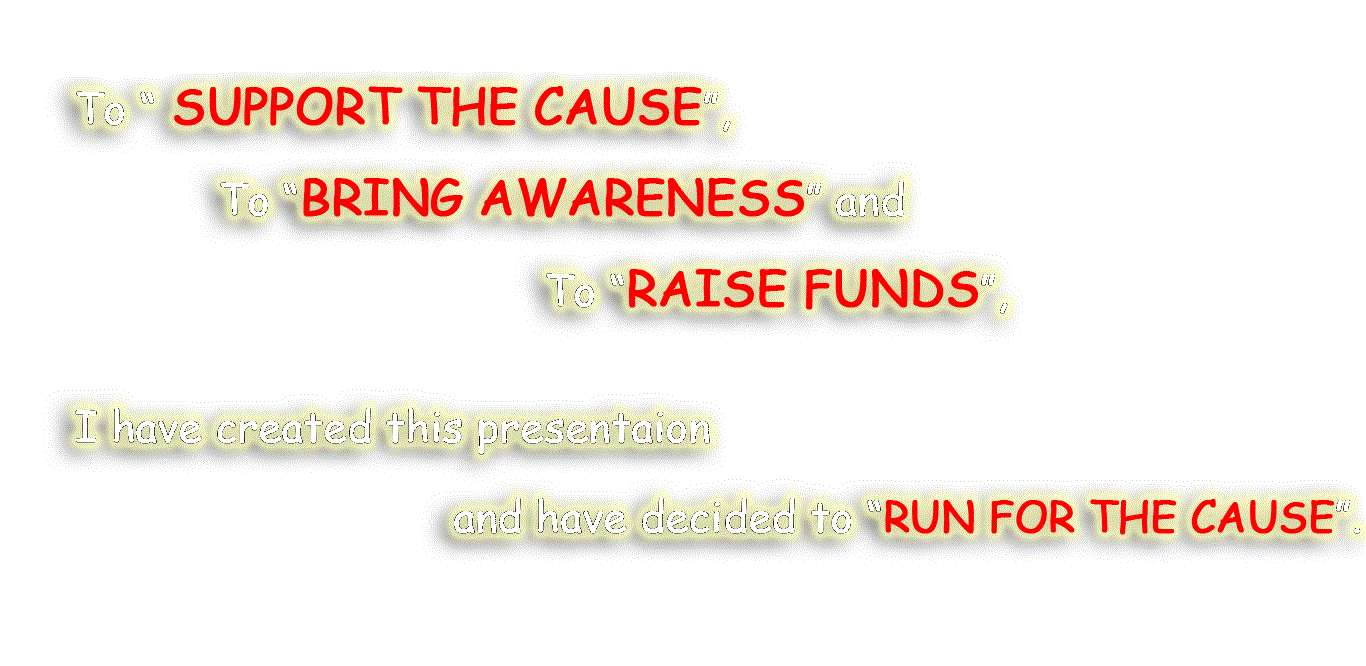 To “ SUPPORT THE CAUSE”,
To “BRING AWARENESS” and
To “RAISE FUNDS”,
I have created this presentaion
and have decided to “RUN FOR THE CAUSE”.